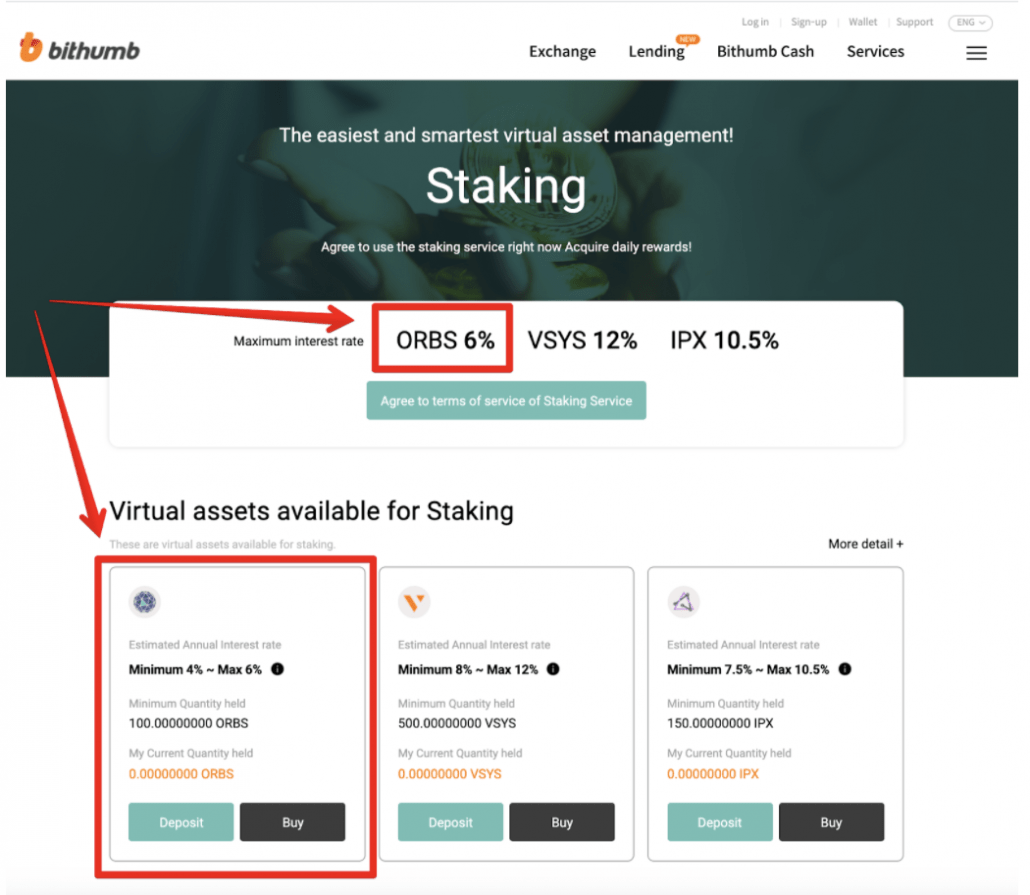 Log in Sign-up Wallet Support ENG
bithumb
Exchange Lending NEW Bithumb Cash Services
The easiest and smartest virtual asset management!
Staking
Agree to use the staking service right now Acquire daily rewards!
Maximum interest rate ORBS 6% VSYS 12% IPX 10.5%
Agree to terms of service of Staking Service
Virtual assets available for Staking
These are virtual assets available for staking. More detail +
Estimated Annual Interest rate
Minimum 4% ~ Max 6%
Minimum Quantity held
100.00000000 ORBS
My Current Quantity held
0.00000000 ORBS
Deposit Buy
Estimated Annual Interest rate
Minimum 8% ~ Max 12%
Minimum Quantity held
500.00000000 VSYS
My Current Quantity held
0.00000000 VSYS
Deposit Buy
Estimated Annual Interest rate
Minimum 7.5% ~ Max 10.5%
Minimum Quantity held
150.00000000 IPX
My Current Quantity held
0.00000000 IPX
Deposit Buy